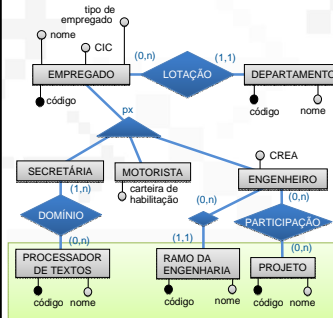 tipo de
empregado
nome
CIC
(0,n)
(1,1)
EMPREGADO
LOTAÇÃO
DEPARTAMENTO
código
código
nome
px
CREA
SECRETÁRIA
MOTORISTA
ENGENHEIRO
(1,n)
carteira de
habilitação
(0,n)
(0,n)
DOMÍNIO
PARTICIPAÇÃO
(0,n)
(1,1)
(0,n)
PROCESSADOR
DE TEXTOS
RAMO DA
ENGENHARIA
PROJETO
código
nome
código
nome
código
nome